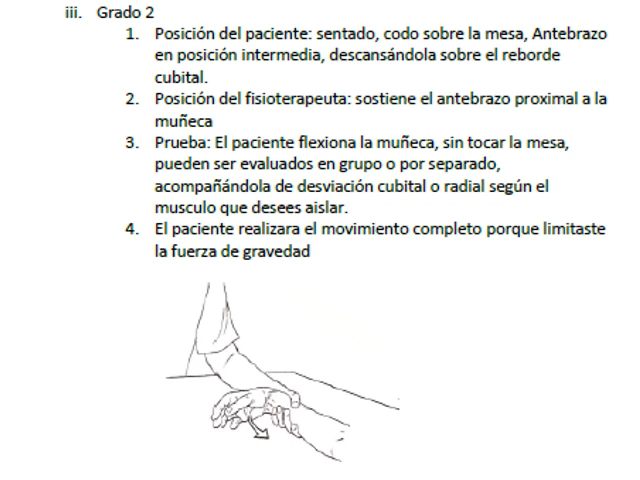 iii. Grado 2
1. Posición del paciente: sentado, codo sobre la mesa, Antebrazo
en posición intermedia, descansándola sobre el reborde
cubital.
2. Posición del fisioterapeuta: sostiene el antebrazo proximal a la
muñeca
3. Prueba: El paciente flexiona la muñeca, sin tocar la mesa,
pueden ser evaluados en grupo o por separado,
acompañándola de desviación cubital o radial según el
musculo que desees aislar.
4. El paciente realizara el movimiento completo porque limitaste
la fuerza de gravedad